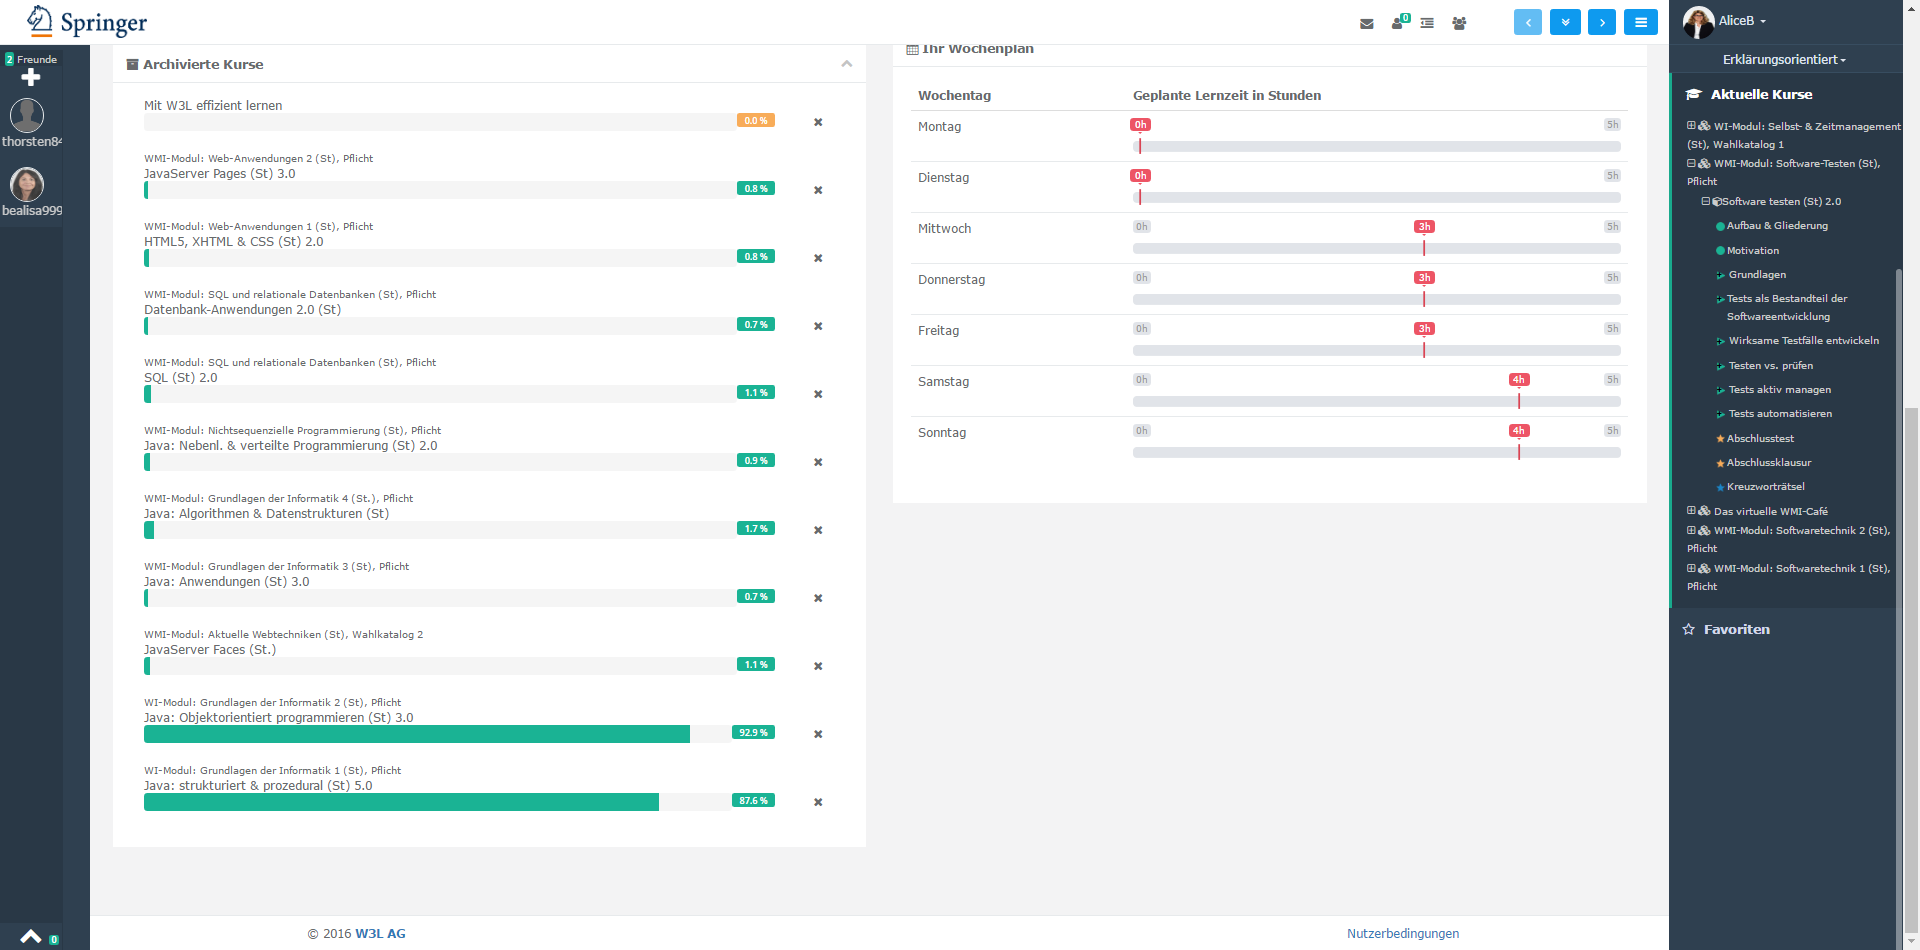 Springer
0
AliceB
Erklärungsorientiert
2 Freunde
thorsten84
bealisa999
0
Archivierte Kurse
Mit W3L effizient lernen
0.0 %
WMI-Modul: Web-Anwendungen 2 (St), Pflicht
JavaServer Pages (St) 3.0
0.8 %
WMI-Modul: Web-Anwendungen 1 (St), Pflicht
HTML5, XHTML & CSS (St) 2.0
0.8 %
WMI-Modul: SQL und relationale Datenbanken (St), Pflicht
Datenbank-Anwendungen 2.0 (St)
0.7 %
WMI-Modul: SQL und relationale Datenbanken (St), Pflicht
SQL (St) 2.0
1.1 %
WMI-Modul: Nichtsequenzielle Programmierung (St), Pflicht
Java: Nebenl. & verteilte Programmierung (St) 2.0
0.9 %
WMI-Modul: Grundlagen der Informatik 4 (St.), Pflicht
Java: Algorithmen & Datenstrukturen (St)
1.7 %
WMI-Modul: Grundlagen der Informatik 3 (St), Pflicht
Java: Anwendungen (St) 3.0
0.7 %
WMI-Modul: Aktuelle Webtechniken (St), Wahlkatalog 2
JavaServer Faces (St.)
1.1 %
WI-Modul: Grundlagen der Informatik 2 (St), Pflicht
Java: Objektorientiert programmieren (St) 3.0
92.9 %
WI-Modul: Grundlagen der Informatik 1 (St), Pflicht
Java: strukturiert & prozedural (St) 5.0
87.6 %
Ihr Wochenplan
Wochentag Geplante Lernzeit in Stunden
Montag 0h 5h
Dienstag 0h 5h
Mittwoch 0h 3h 5h
Donnerstag 0h 3h 5h
Freitag 0h 3h 5h
Samstag 0h 4h 5h
Sonntag 0h 4h 5h
Aktuelle Kurse
WI-Modul: Selbst- & Zeitmanagement
(St), Wahlkatalog 1
WMI-Modul: Software-Testen (St),
Pflicht
Software testen (St) 2.0
Aufbau & Gliederung
Motivation
Grundlagen
Tests als Bestandteil der
Softwareentwicklung
Wirksame Testfälle entwickeln
Testen vs. prüfen
Tests aktiv managen
Tests automatisieren
Abschlusstest
Abschlussklausur
Kreuzworträtsel
Das virtuelle WMI-Café
WMI-Modul: Softwaretechnik 2 (St),
Pflicht
WMI-Modul: Softwaretechnik 1 (St),
Pflicht
Favoriten
© 2016 W3L AG
Nutzerbedingungen